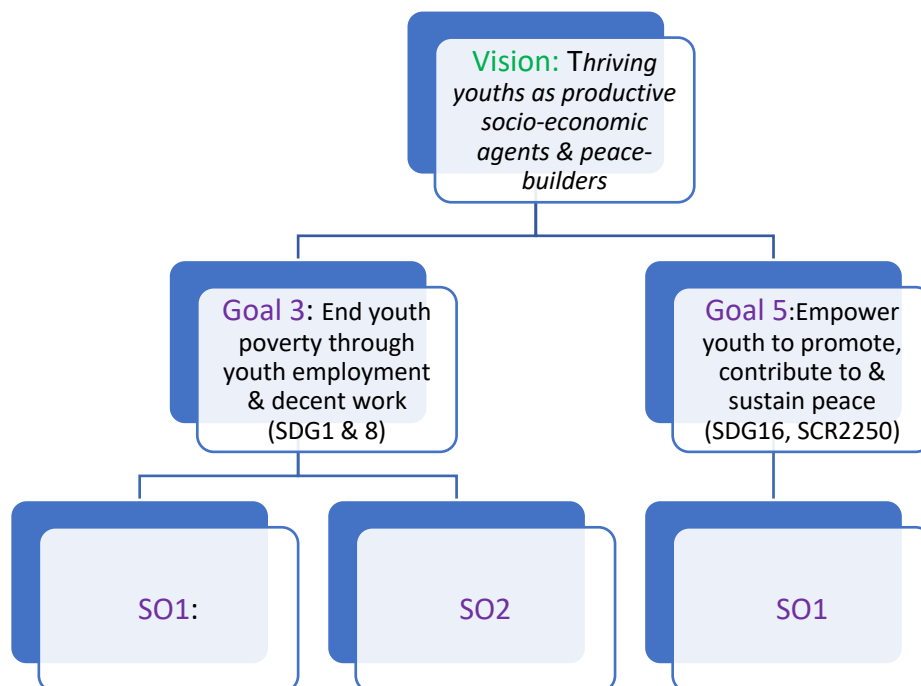 Vision: Thriving
youths as productive
socio-economic
agents & peace-
builders
Goal 3: End youth
poverty through
youth employment
& decent work
(SDG1 & 8)
Goal 5:Empower
youth to promote,
contribute to &
sustain peace
(SDG16, SCR2250)
SO1:
SO2
SO1